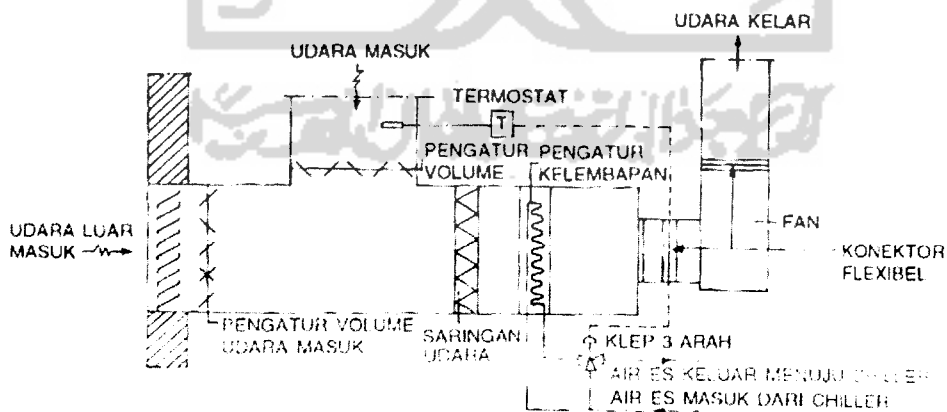 UDARA KELAR
UDARA MASUK
TERMOSTAT
T
PENGATUR
VOLUME
PENGATUR
KELEMBAPAN
UDARA LUAR
MASUK
FAN
KONEKTOR
FLEXIBEL
PENGATUR VOLUME
UDARA MASUK
SARINGAN
UDARA
KLEP 3 ARAH
AIR ES KELUAR MENUJU CHILLER
AIR ES MASUK DARI CHILLER